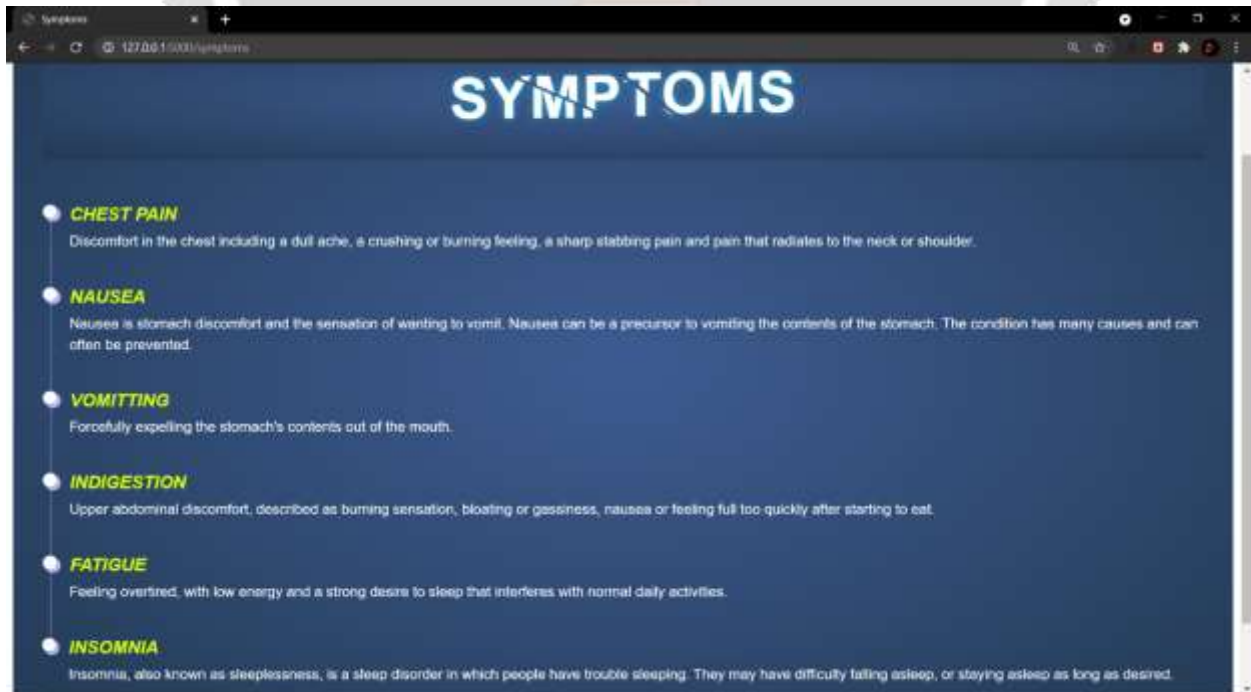 Symptoms
127.0.0.1:5000/symptoms
SYMPTOMS
CHEST PAIN
Discomfort in the chest including a dull ache, a crushing or burning feeling, a sharp stabbing pain and pain that radiates to the neck or shoulder.
NAUSEA
Nausea is stomach discomfort and the sensation of wanting to vomit. Nausea can be a precursor to vomiting the contents of the stomach. The condition has many causes and can
often be prevented.
VOMITTING
Forcefully expelling the stomach's contents out of the mouth.
INDIGESTION
Upper abdominal discomfort, described as burning sensation, bloating or gassiness, nausea or feeling full too quickly after starting to eat.
FATIGUE
Feeling overtired, with low energy and a strong desire to sleep that interferes with normal daily activities.
INSOMNIA
Insomnia, also known as sleeplessness, is a sleep disorder in which people have trouble sleeping. They may have difficulty falling asleep, or staying asleep as long as desired.